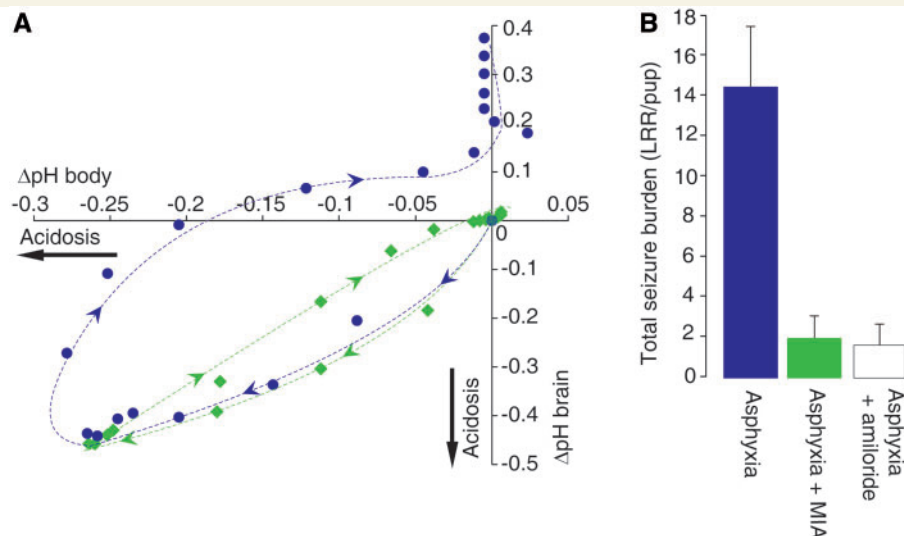 A
0.4
0.3
0.2
0.1
ΔpH body
-0.3 -0.25 -0.2 -0.15 -0.1 -0.05 0.05
0
Acidosis
-0.1
-0.2
-0.3
-0.4
-0.5
Acidosis
ΔpH brain
B
18
16
14
12
10
8
6
4
2
0
Total seizure burden (LRR/pup)
Asphyxia
Asphyxia + MIA
Asphyxia
+ amiloride